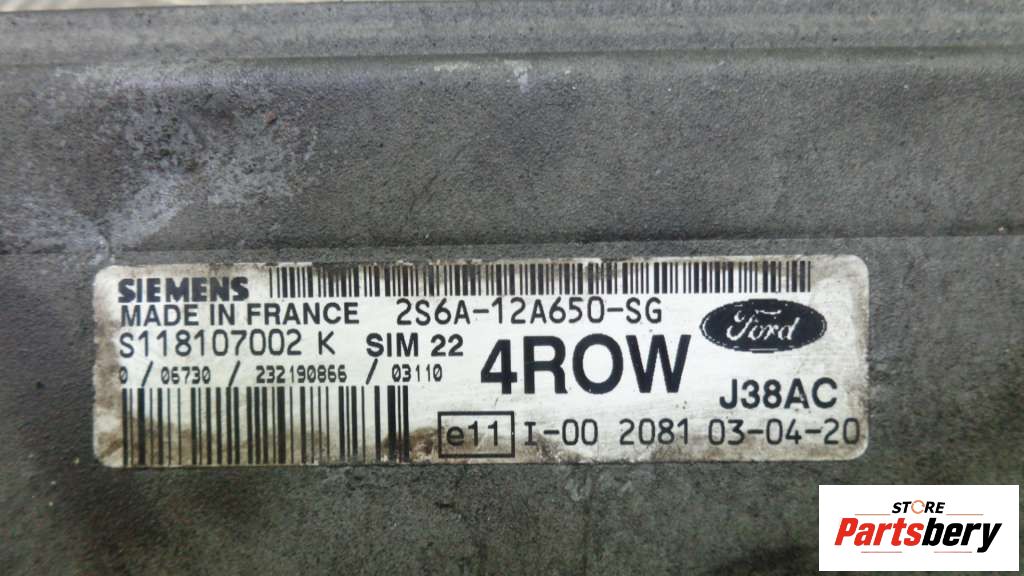 SIEMENS
MADE IN FRANCE 2S6A-12A650-SG
S118107002 K SIM 22 4ROW Ford
0 / 06730 / 232190866 / 03110 J38AC
e11 I-00 2081 03-04-20
STORE
Partsbery